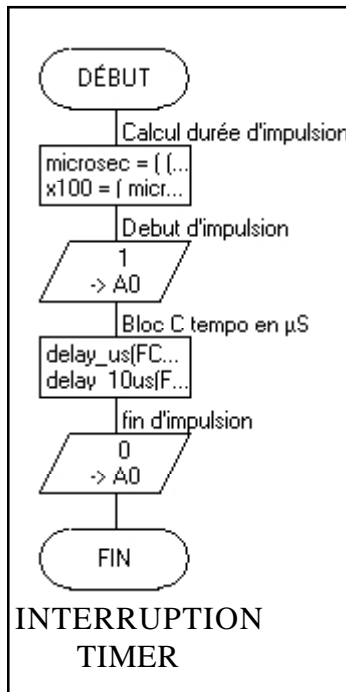 DÉBUT
Calcul durée d'impulsion
microsec = ( (...
x100 = ( micr...
Debut d'impulsion
1
-> A0
Bloc C tempo en µS
delay_us(FC...
delay_10us(F...
fin d'impulsion
0
-> A0
FIN
INTERRUPTION
TIMER